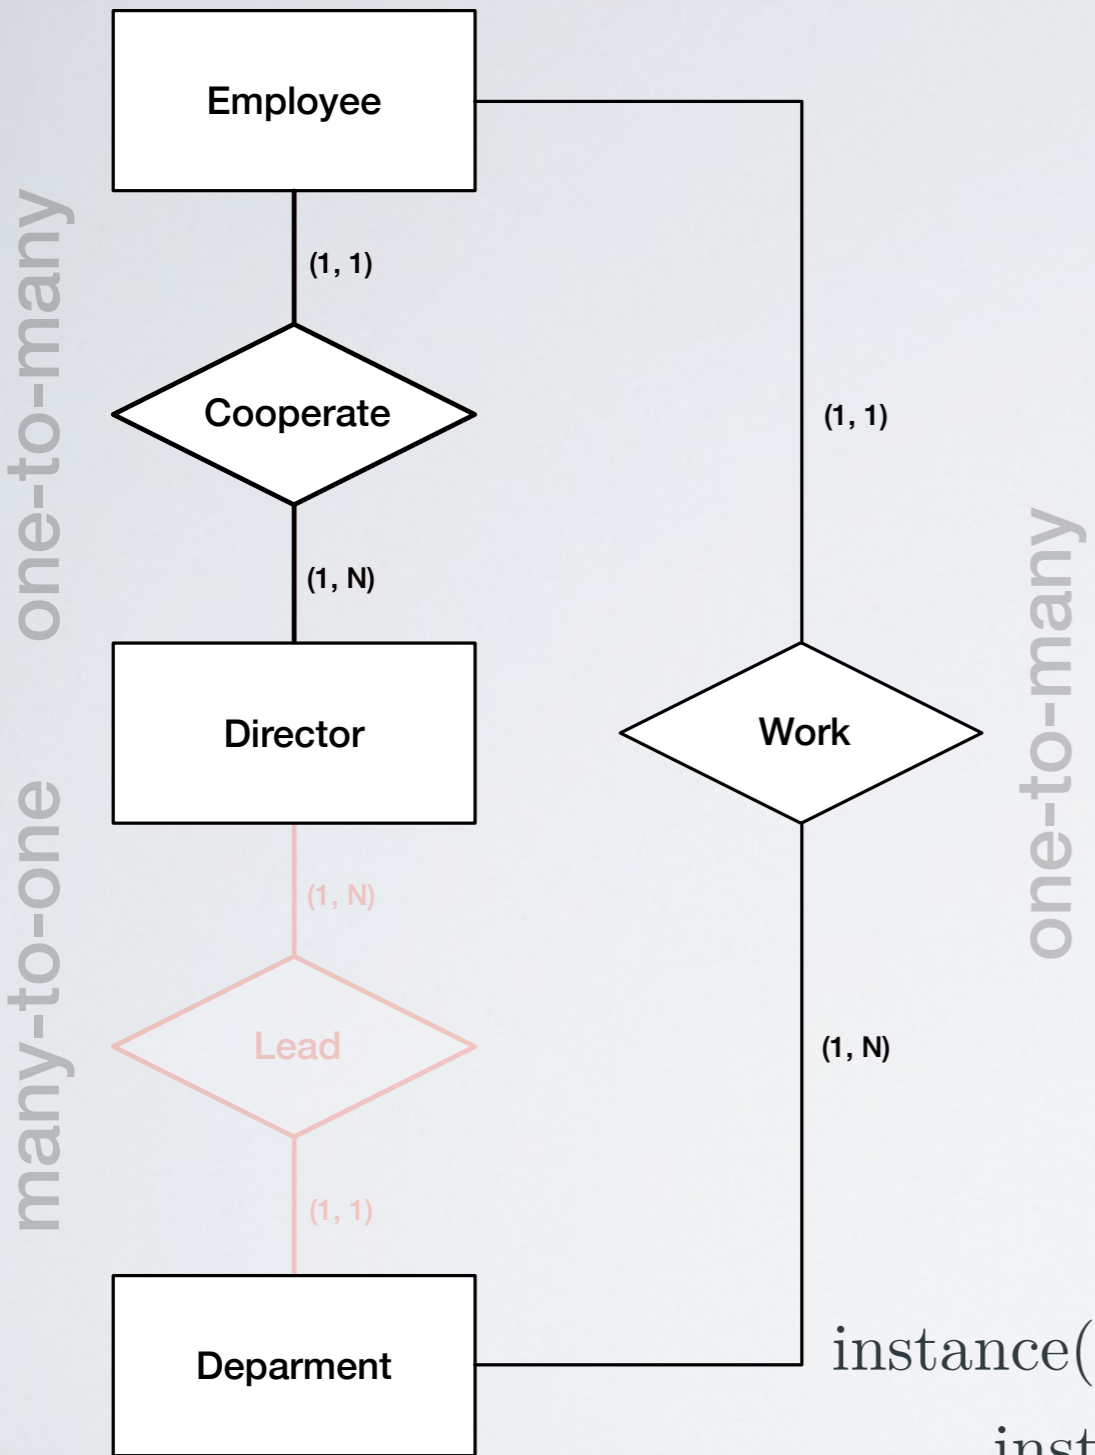 Employee
(1, 1)
one-to-many
Cooperate
(1, 1)
(1, N)
Director
Work
one-to-many
many-to-one
(1, N)
Lead
(1, N)
(1, 1)
Deparment
instance(
inst